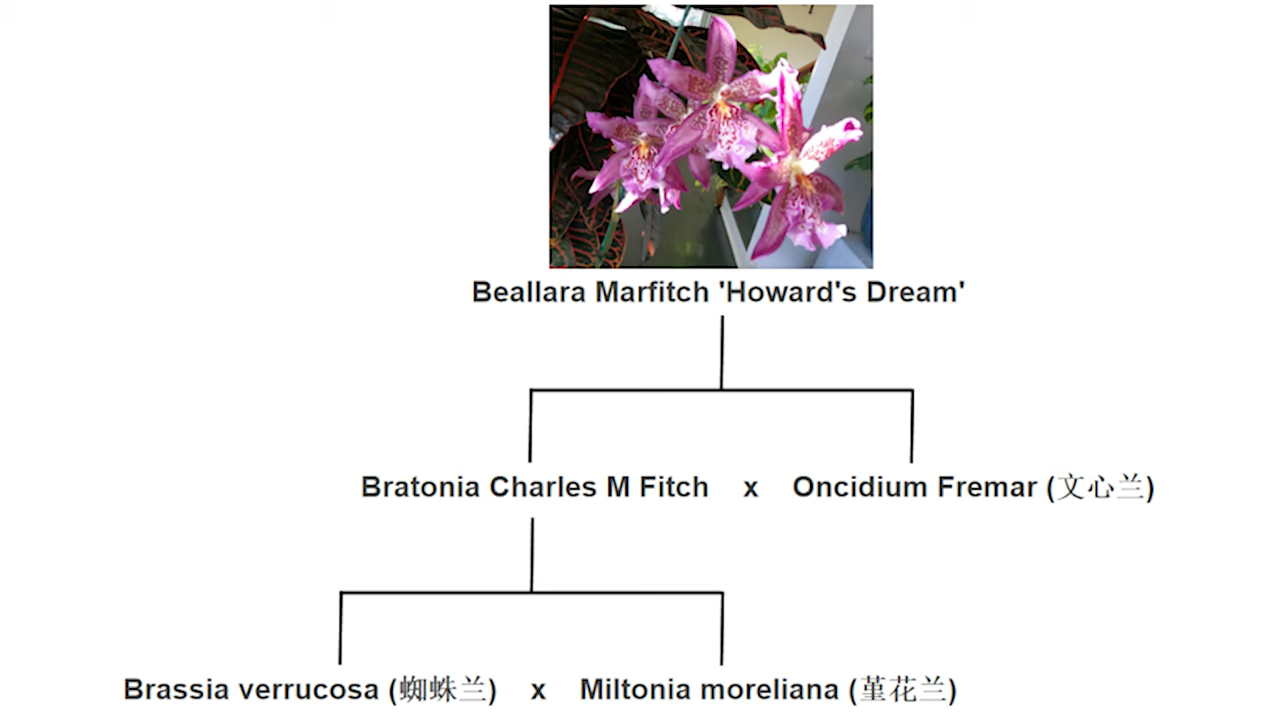 Beallara Marfitch 'Howard's Dream'
Bratonia Charles M Fitch x Oncidium Fremar (文心兰)
Brassia verrucosa (蜘蛛兰) x Miltonia moreliana (堇花兰)